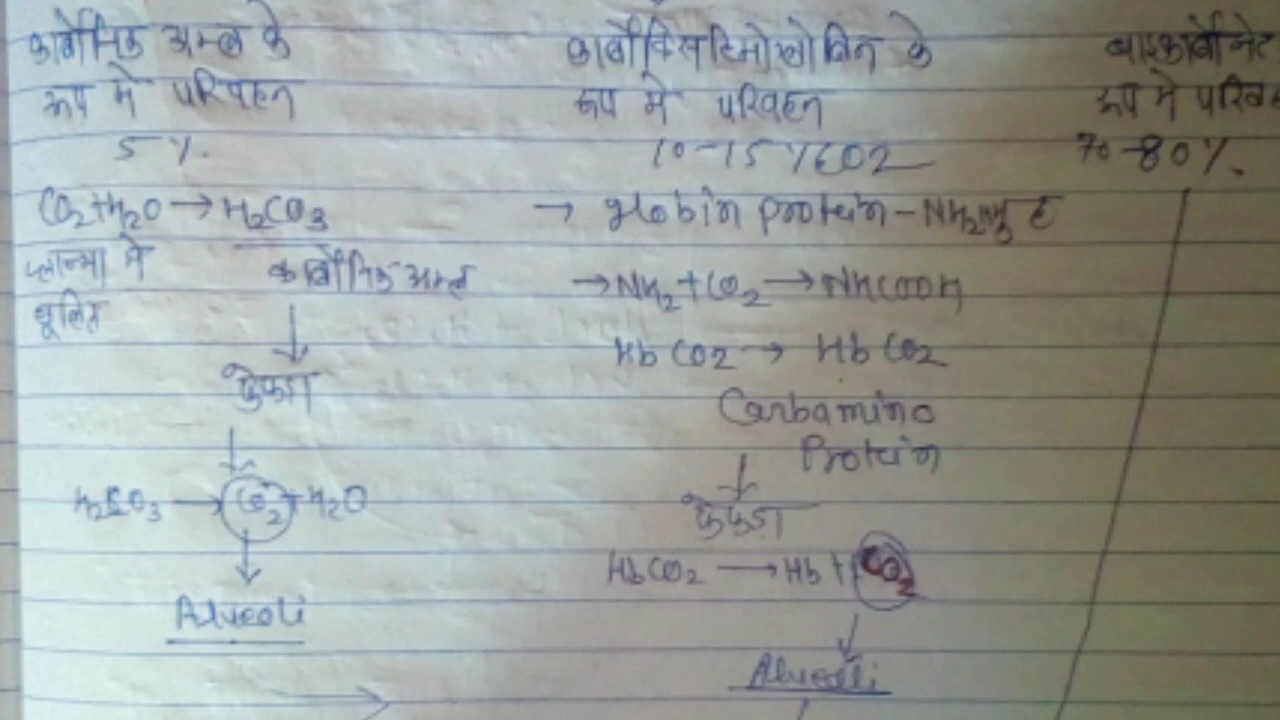 कार्बोनिक अम्ल के
रूप मे परिवहन
5 %.
CO2+H2O → H2CO3
प्लाज्मा मे
घुलित
कार्बोनिक अम्ल
↓
फेफडा
↓
H2CO3 → CO2+H2O
↓
Alveoli
के
रूप मे परिवहन
10-15 % CO2
→ globin protein - NH2 है
→ NH2 + CO2 → NHCOOH
Hb CO2 → Hb CO2
Carbamino
Protein
↓
फेफडा
HbCO2 → Hb + CO2
↓
Alveoli
बाइकार्बोनेट
रूप मे परिव
70-80 %.